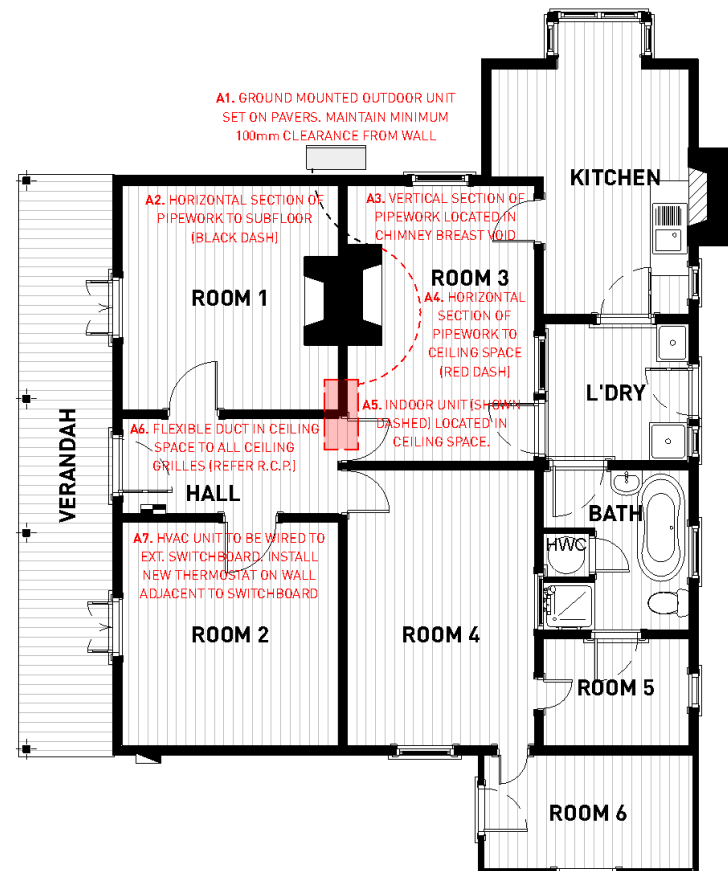 A1. GROUND MOUNTED OUTDOOR UNIT
SET ON PAVERS. MAINTAIN MINIMUM
100mm CLEARANCE FROM WALL
KITCHEN
A2. HORIZONTAL SECTION OF
PIPEWORK TO SUBFLOOR
(BLACK DASH)
A3. VERTICAL SECTION OF
PIPEWORK LOCATED IN
CHIMNEY BREAST VOID
ROOM 1
ROOM 3
A4. HORIZONTAL
SECTION OF
PIPEWORK TO
CEILING SPACE
(RED DASH)
L'DRY
A5. INDOOR UNIT (SHOWN
DASHED) LOCATED IN
CEILING SPACE.
VERANDAH
A6. FLEXIBLE DUCT IN CEILING
SPACE TO ALL CEILING
GRILLES (REFER R.C.P.)
HALL
BATH
HWC
A7. HVAC UNIT TO BE WIRED TO
EXT. SWITCHBOARD. INSTALL
NEW THERMOSTAT ON WALL
ADJACENT TO SWITCHBOARD
ROOM 2
ROOM 4
ROOM 5
ROOM 6